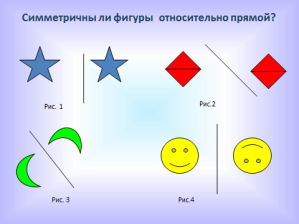 Симметричны ли фигуры относительно прямой?
Рис. 1
Рис.2
Рис. 3
Рис.4